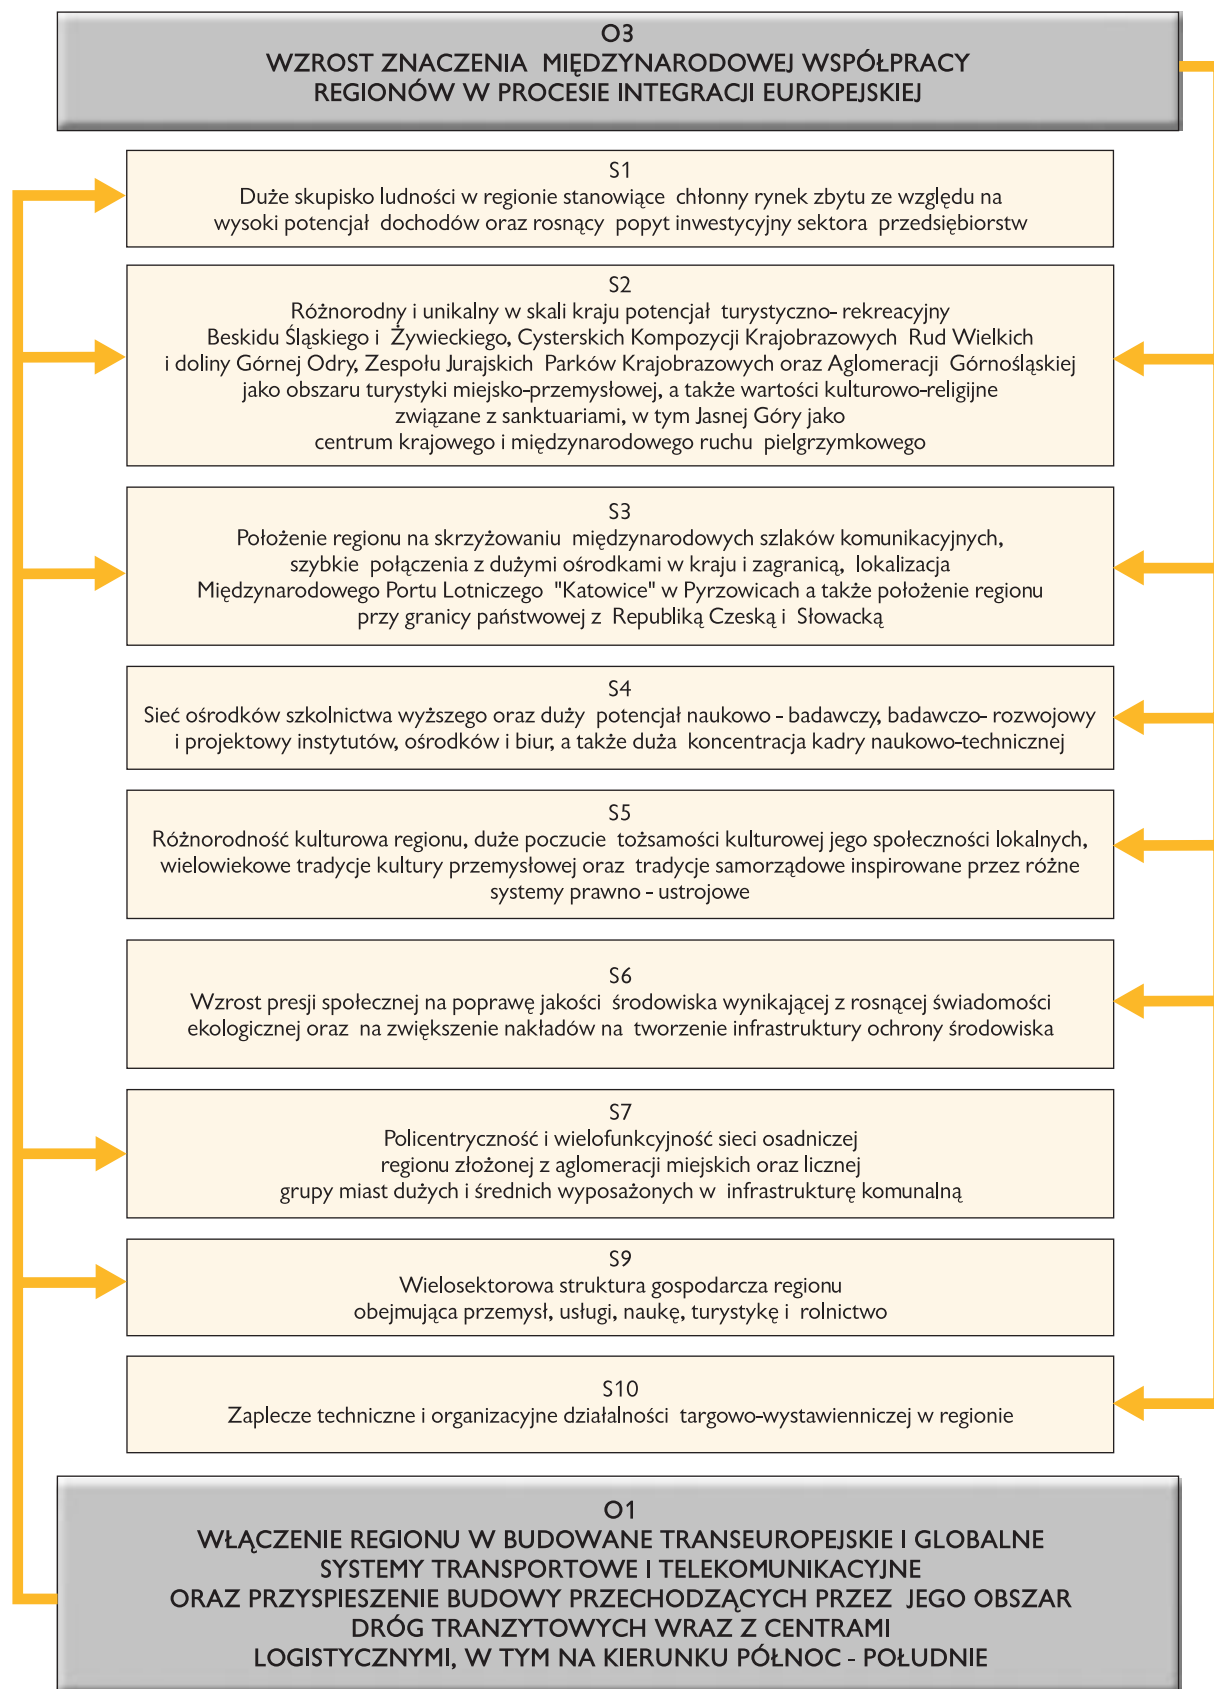 O3
WZROST ZNACZENIA MIĘDZYNARODOWEJ WSPÓŁPRACY
REGIONÓW W PROCESIE INTEGRACJI EUROPEJSKIEJ
S1
Duże skupisko ludności w regionie stanowiące chłonny rynek zbytu ze względu na
wysoki potencjał dochodów oraz rosnący popyt inwestycyjny sektora przedsiębiorstw
S2
Różnorodny i unikalny w skali kraju potencjał turystyczno- rekreacyjny
Beskidu Śląskiego i Żywieckiego, Cysterskich Kompozycji Krajobrazowych Rud Wielkich
i doliny Górnej Odry, Zespołu Jurajskich Parków Krajobrazowych oraz Aglomeracji Górnośląskiej
jako obszaru turystyki miejsko-przemysłowej, a także wartości kulturowo-religijne
związane z sanktuariami, w tym Jasnej Góry jako
centrum krajowego i międzynarodowego ruchu pielgrzymkowego
S3
Położenie regionu na skrzyżowaniu międzynarodowych szlaków komunikacyjnych,
szybkie połączenia z dużymi ośrodkami w kraju i zagranicą, lokalizacja
Międzynarodowego Portu Lotniczego "Katowice" w Pyrzowicach a także położenie regionu
przy granicy państwowej z Republiką Czeską i Słowacką
S4
Sieć ośrodków szkolnictwa wyższego oraz duży potencjał naukowo - badawczy, badawczo- rozwojowy
i projektowy instytutów, ośrodków i biur, a także duża koncentracja kadry naukowo-technicznej
S5
Różnorodność kulturowa regionu, duże poczucie tożsamości kulturowej jego społeczności lokalnych,
wielowiekowe tradycje kultury przemysłowej oraz tradycje samorządowe inspirowane przez różne
systemy prawno - ustrojowe
S6
Wzrost presji społecznej na poprawę jakości środowiska wynikającej z rosnącej świadomości
ekologicznej oraz na zwiększenie nakładów na tworzenie infrastruktury ochrony środowiska
S7
Policentryczność i wielofunkcyjność sieci osadniczej
regionu złożonej z aglomeracji miejskich oraz licznej
grupy miast dużych i średnich wyposażonych w infrastrukturę komunalną
S9
Wielosektorowa struktura gospodarcza regionu
obejmująca przemysł, usługi, naukę, turystykę i rolnictwo
S10
Zaplecze techniczne i organizacyjne działalności targowo-wystawienniczej w regionie
O1
WŁĄCZENIE REGIONU W BUDOWANE TRANSEUROPEJSKIE I GLOBALNE
SYSTEMY TRANSPORTOWE I TELEKOMUNIKACYJNE
ORAZ PRZYSPIESZENIE BUDOWY PRZECHODZĄCYCH PRZEZ JEGO OBSZAR
DRÓG TRANZYTOWYCH WRAZ Z CENTRAMI
LOGISTYCZNYMI, W TYM NA KIERUNKU PÓŁNOC - POŁUDNIE